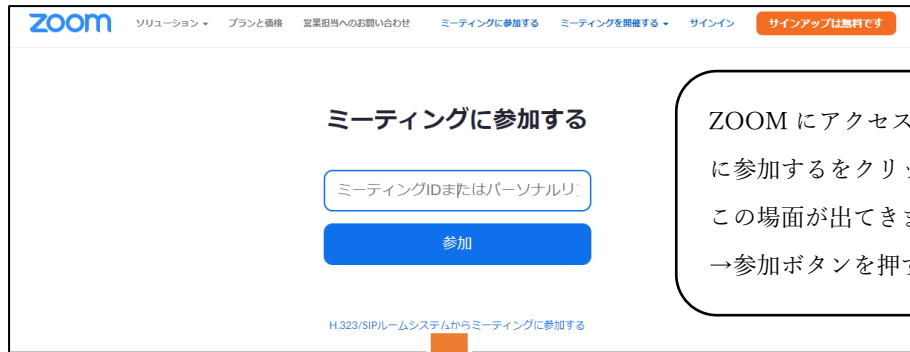 zoom ソリューション プランと価格 営業担当へのお問い合わせ ミーティングに参加する ミーティングを開催する サインイン サインアップは無料です
ミーティングに参加する
ミーティングIDまたはパーソナルリ
参加
H.323/SIPルームシステムからミーティングに参加する
ZOOM にアクセス
に参加するをクリッ
この場面が出てきま
→参加ボタンを押す